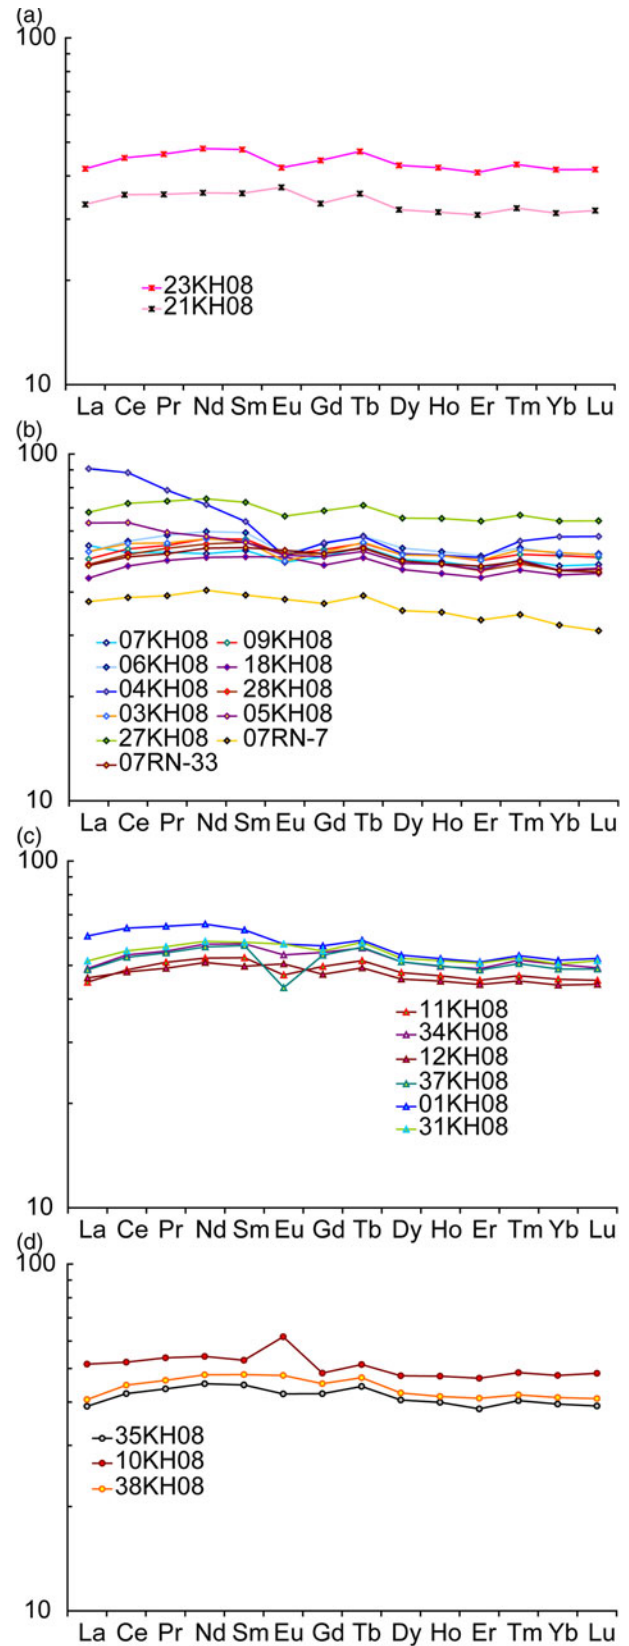 (a)
100
23KH08
21KH08
10
La Ce Pr Nd Sm Eu Gd Tb Dy Ho Er Tm Yb Lu
(b)
100
07KH08 09KH08
06KH08 18KH08
04KH08 28KH08
03KH08 05KH08
27KH08 07RN-7
07RN-33
10
La Ce Pr Nd Sm Eu Gd Tb Dy Ho Er Tm Yb Lu
(c)
100
11KH08
34KH08
12KH08
37KH08
01KH08
31KH08
10
La Ce Pr Nd Sm Eu Gd Tb Dy Ho Er Tm Yb Lu
(d)
100
35KH08
10KH08
38KH08
10
La Ce Pr Nd Sm Eu Gd Tb Dy Ho Er Tm Yb Lu